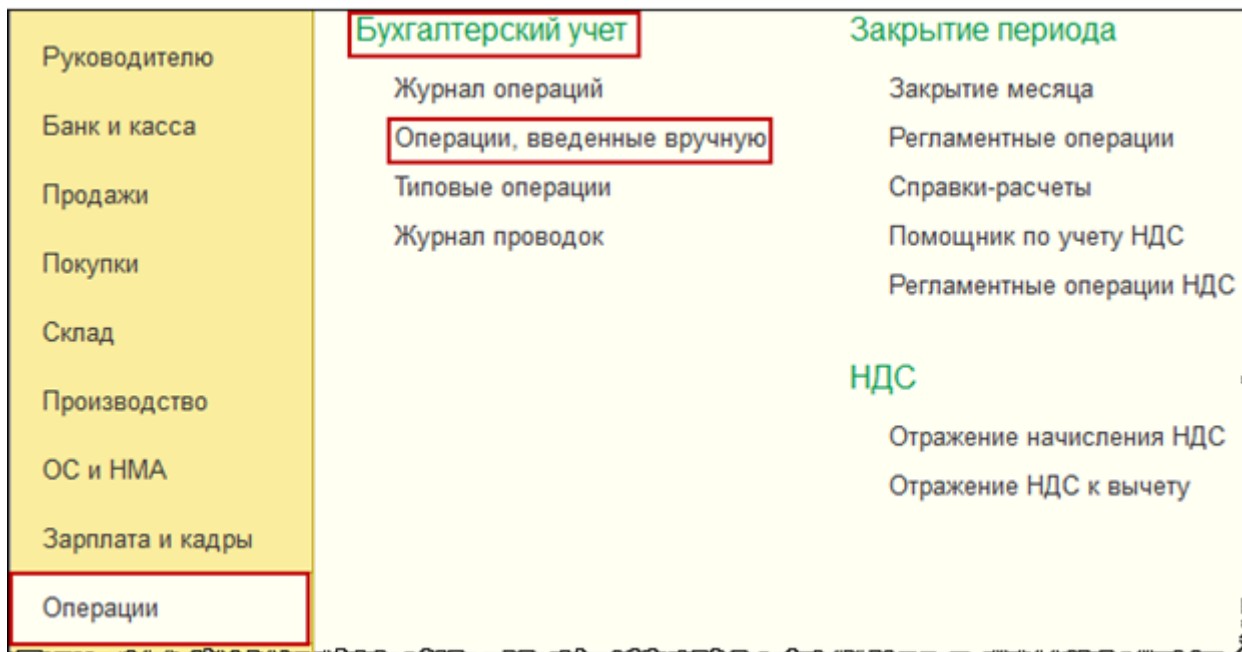 Руководителю
Банк и касса
Продажи
Покупки
Склад
Производство
ОС и НМА
Зарплата и кадры
Операции
Бухгалтерский учет
Журнал операций
Операции, введенные вручную
Типовые операции
Журнал проводок
Закрытие периода
Закрытие месяца
Регламентные операции
Справки-расчеты
Помощник по учету НДС
Регламентные операции НДС
НДС
Отражение начисления НДС
Отражение НДС к вычету